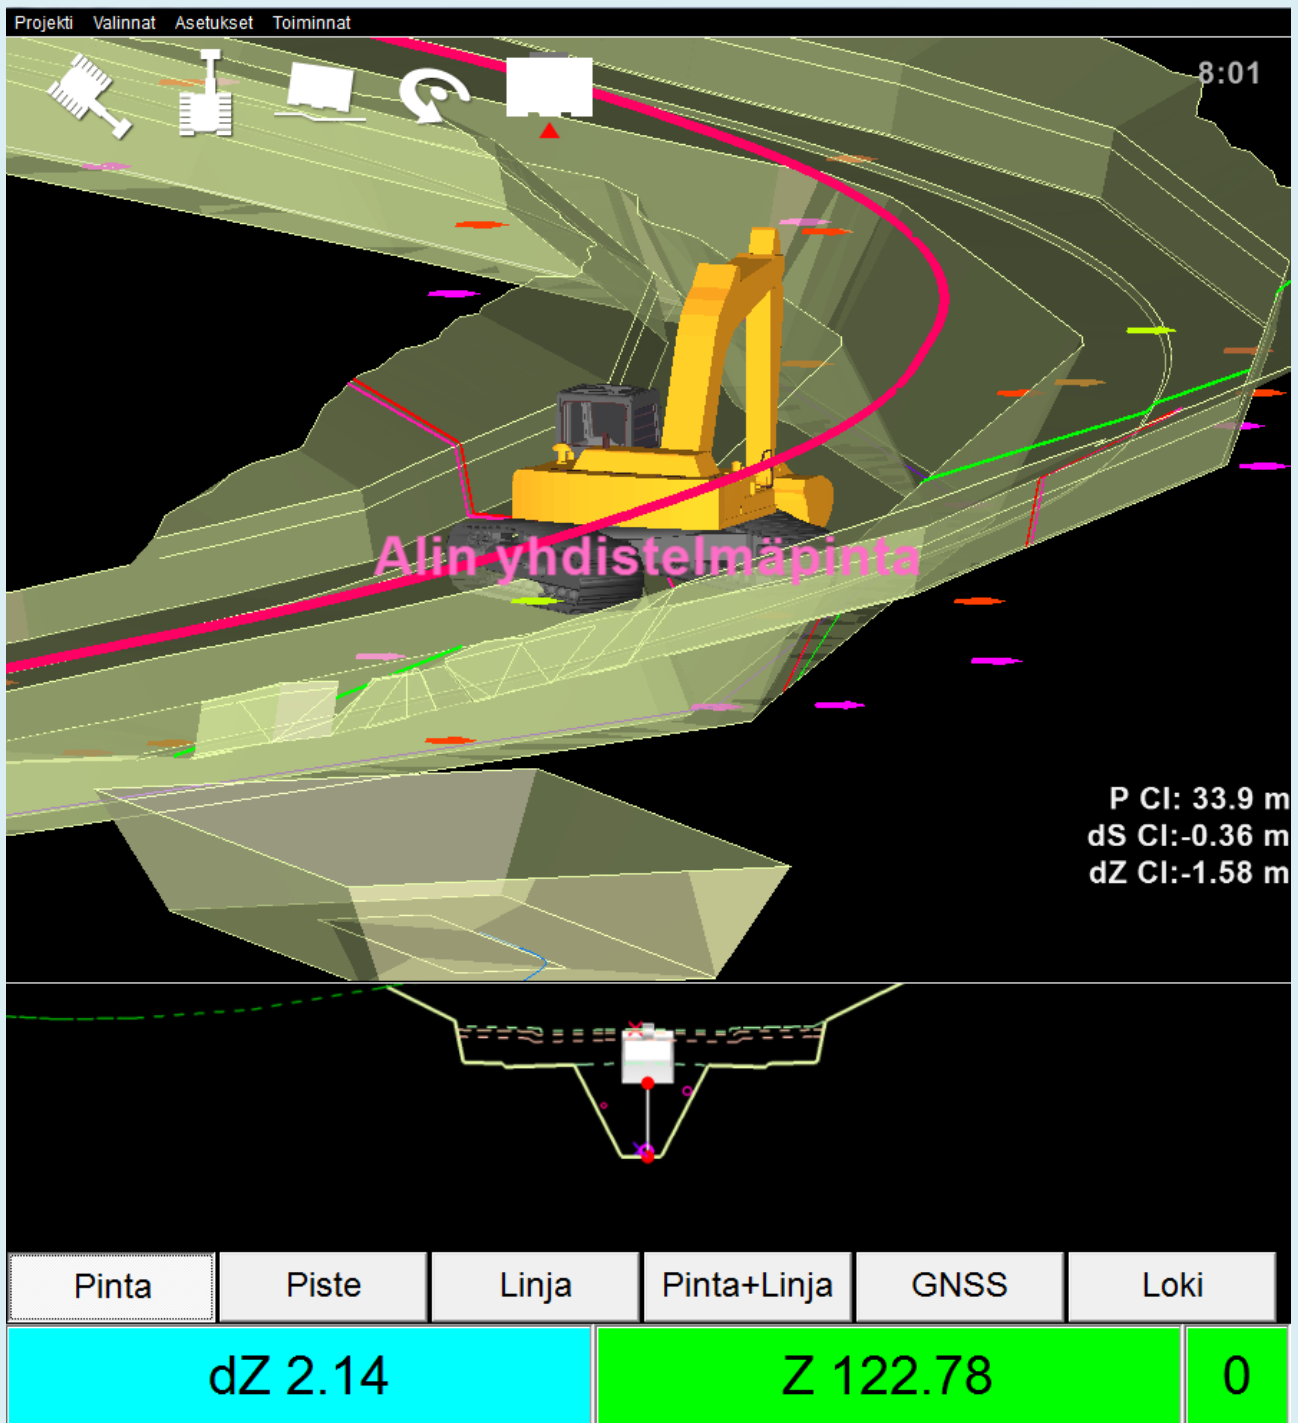 Projekti Valinnat Asetukset Toiminnat
8:01
Alin yhdistelmäpinta
P Cl: 33.9 m
dS Cl:-0.36 m
dZ Cl:-1.58 m
Pinta Piste Linja Pinta+Linja GNSS Loki
dZ 2.14 Z 122.78 0